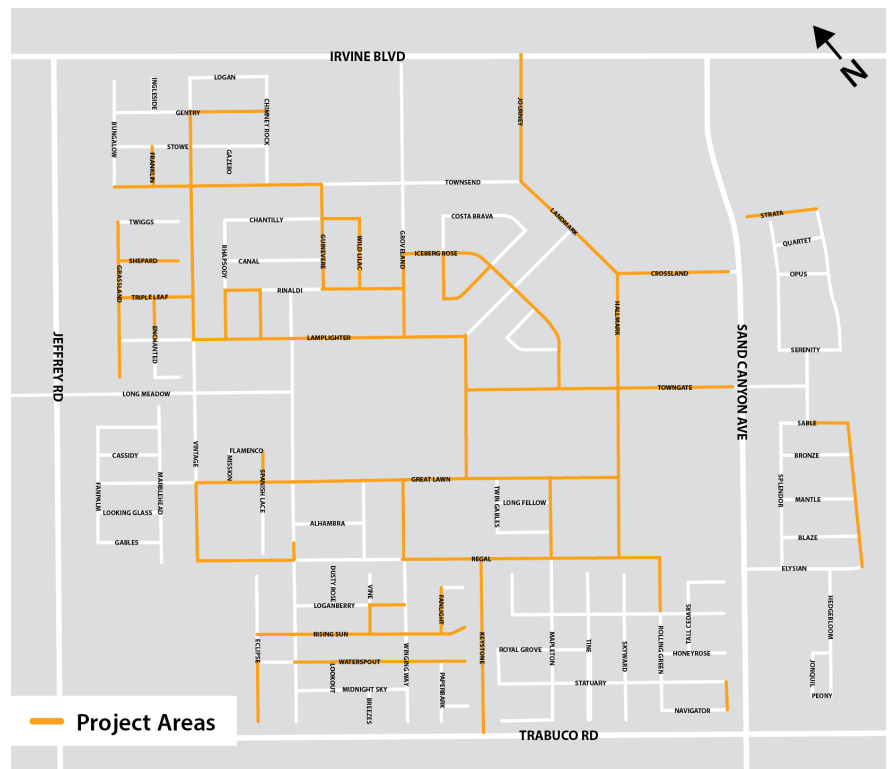 IRVINE BLVD
N
LOGAN
INGLESIDE
CHIMNEY ROCK
GENTRY
JOURNEY
BUNGALOW
STOWE
FRANKLIN
GAZEBO
TOWNSEND
TWIGGS
CHANTILLY
COSTA BRAVA
LANDMARK
STRATA
GROVELAND
GUINEVERE
WILD LILAC
QUARTET
RHAPSODY
ICEBERG ROSE
SHEPARD
CANAL
GRASSLAND
CROSSLAND
OPUS
TRIPLE LEAF
RINALDI
HALLMARK
ENCHANTED
LAMPLIGHTER
SERENITY
JEFFREY RD
SAND CANYON AVE
LONG MEADOW
TOWNGATE
SABLE
VINTAGE
FLAMENCO
CASSIDY
MISSION
BRONZE
FANPALM
MARBLEHEAD
SPANISH LACE
GREAT LAWN
SPLENDOR
TWIN GABLES
LONG FELLOW
MANTLE
LOOKING GLASS
ALHAMBRA
BLAZE
GABLES
REGAL
ELYSIAN
DUSTY ROSE
VINE
LOGANBERRY
FANLIGHT
TALL CEDARS
HEDGEBLOOM
RISING SUN
ECLIPSE
WINGING WAY
KEYSTONE
ROYAL GROVE
MAPLETON
TINE
SKYWARD
ROLLING GREEN
HONEYROSE
WATERSPOUT
LOOKOUT
MIDNIGHT SKY
BREEZES
PAPERBARK
STATUARY
JONQUIL
PEONY
NAVIGATOR
Project Areas
TRABUCO RD